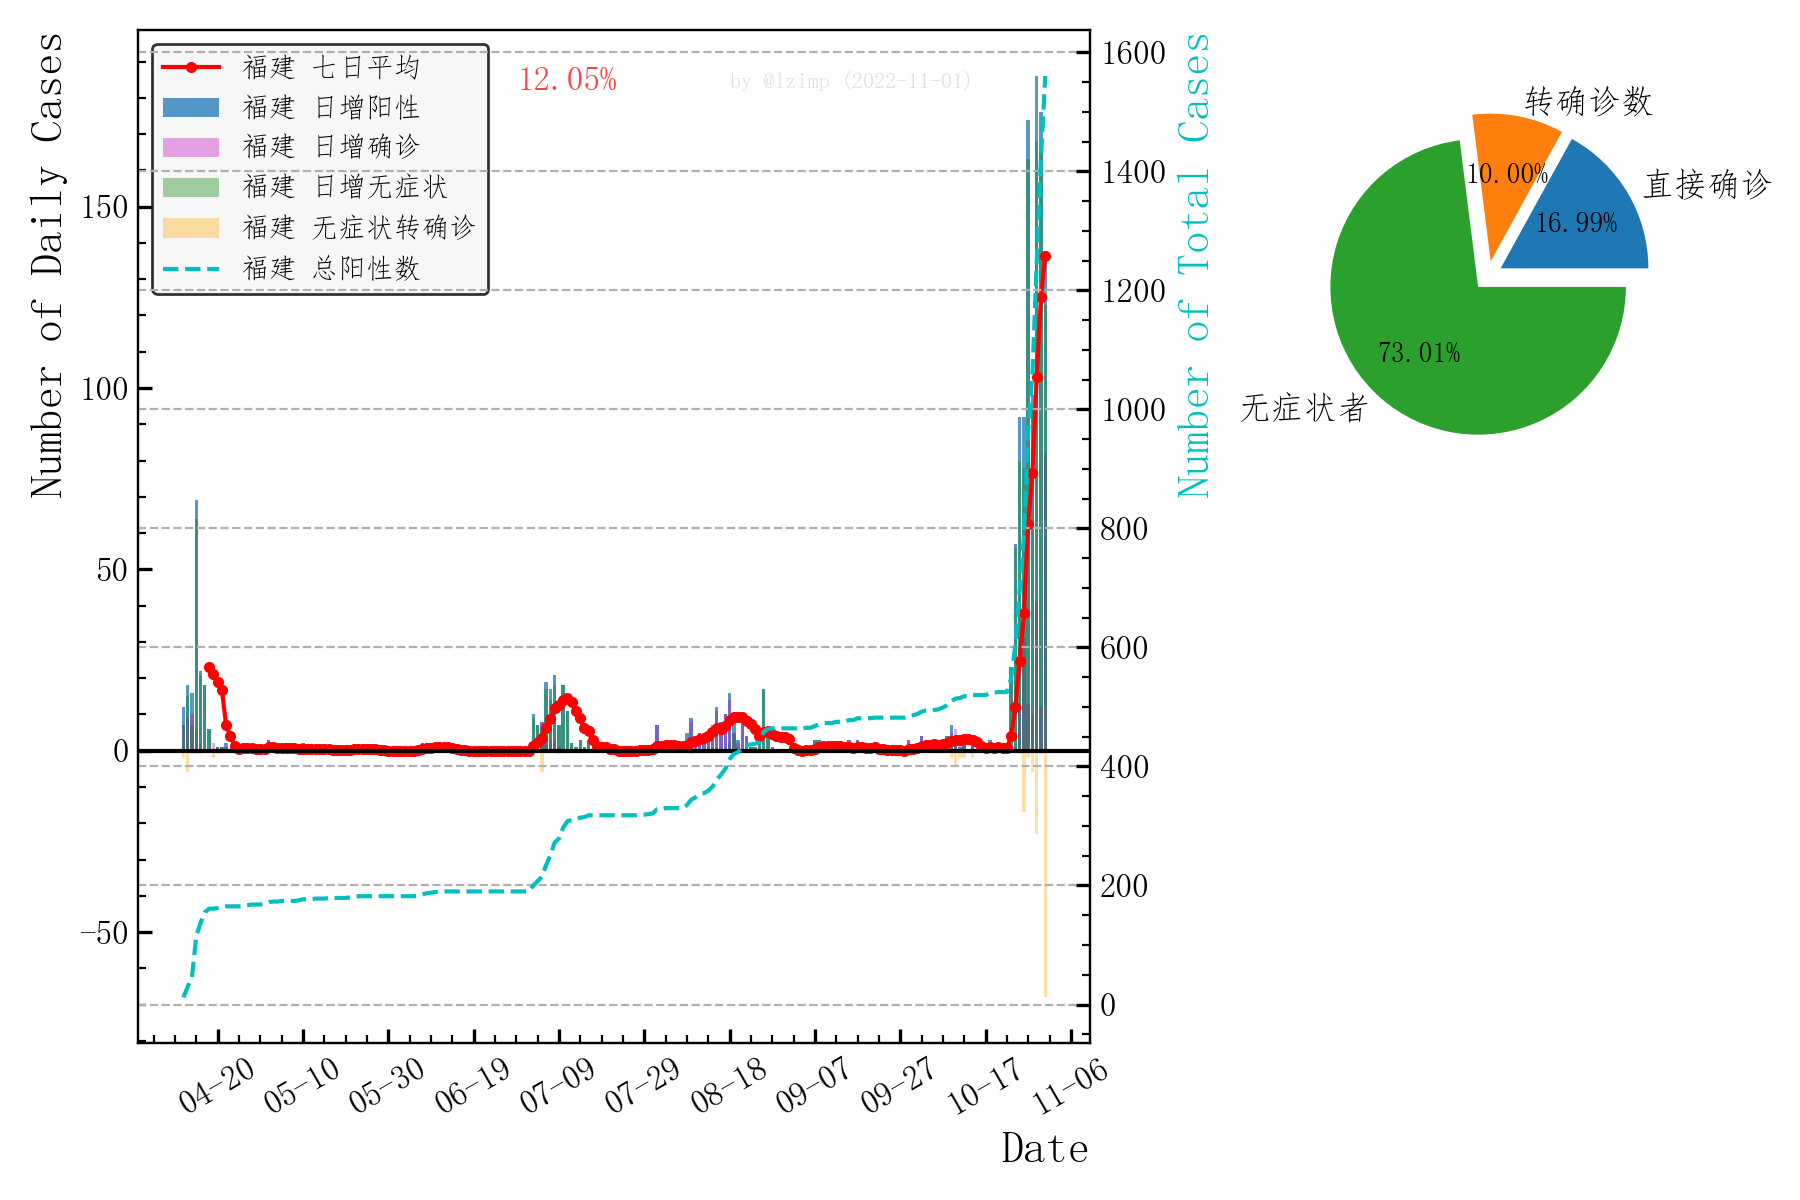 福建 七日平均
福建 日增阳性
福建 日增确诊
福建 日增无症状
福建 无症状转确诊
福建 总阳性数
12.05%
by @lzimp (2022-11-01)
Number of Daily Cases
150
100
50
0
−50
Number of Total Cases
1600
1400
1200
1000
800
600
400
200
0
04−20
05−10
05−30
06−19
07−09
07−29
08−18
09−07
09−27
10−17
11−06
Date
转确诊数
10.00%
直接确诊
16.99%
73.01%
无症状者